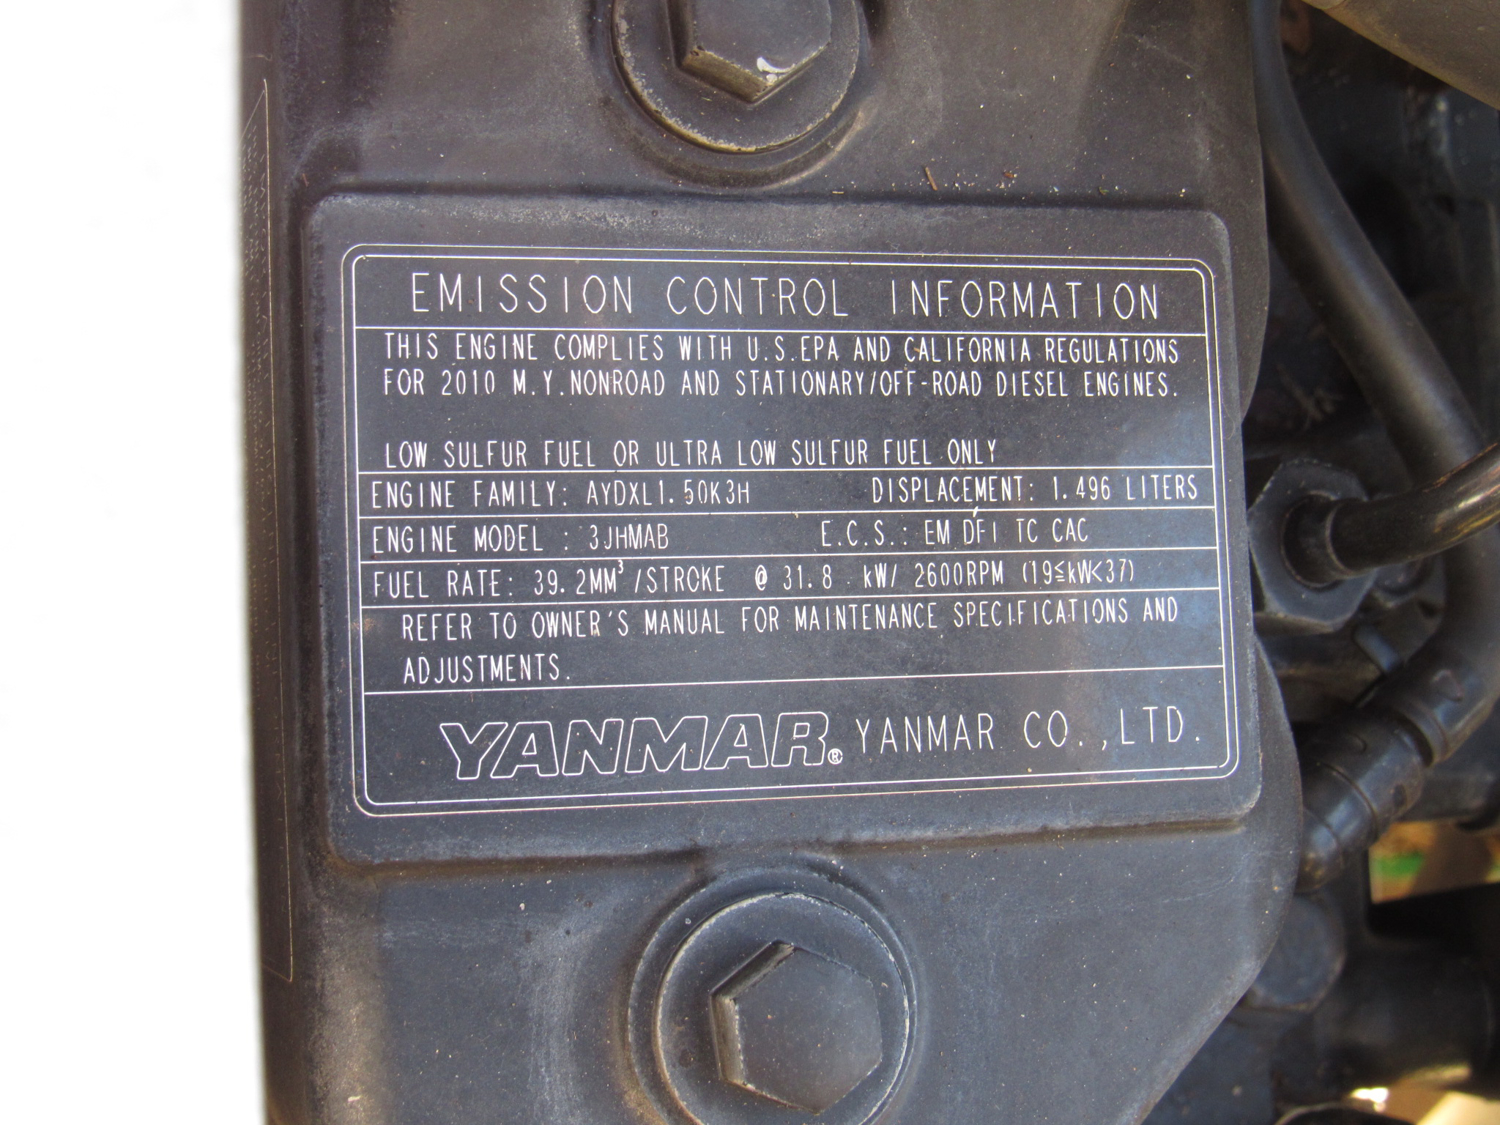 EMISSION CONTROL INFORMATION
THIS ENGINE COMPLIES WITH U.S.EPA AND CALIFORNIA REGULATIONS
FOR 2010 M.Y.NONROAD AND STATIONARY/OFF-ROAD DIESEL ENGINES.
LOW SULFUR FUEL OR ULTRA LOW SULFUR FUEL ONLY
ENGINE FAMILY: AYDXL1.50K3H DISPLACEMENT: 1.496 LITERS
ENGINE MODEL : 3JHMAB E.C.S.: EM DFI TC CAC
FUEL RATE: 39.2MM³/STROKE @ 31.8 kW/ 2600RPM (19≦kW<37)
REFER TO OWNER'S MANUAL FOR MAINTENANCE SPECIFICATIONS AND
ADJUSTMENTS.
YANMAR® YANMAR CO.,LTD.